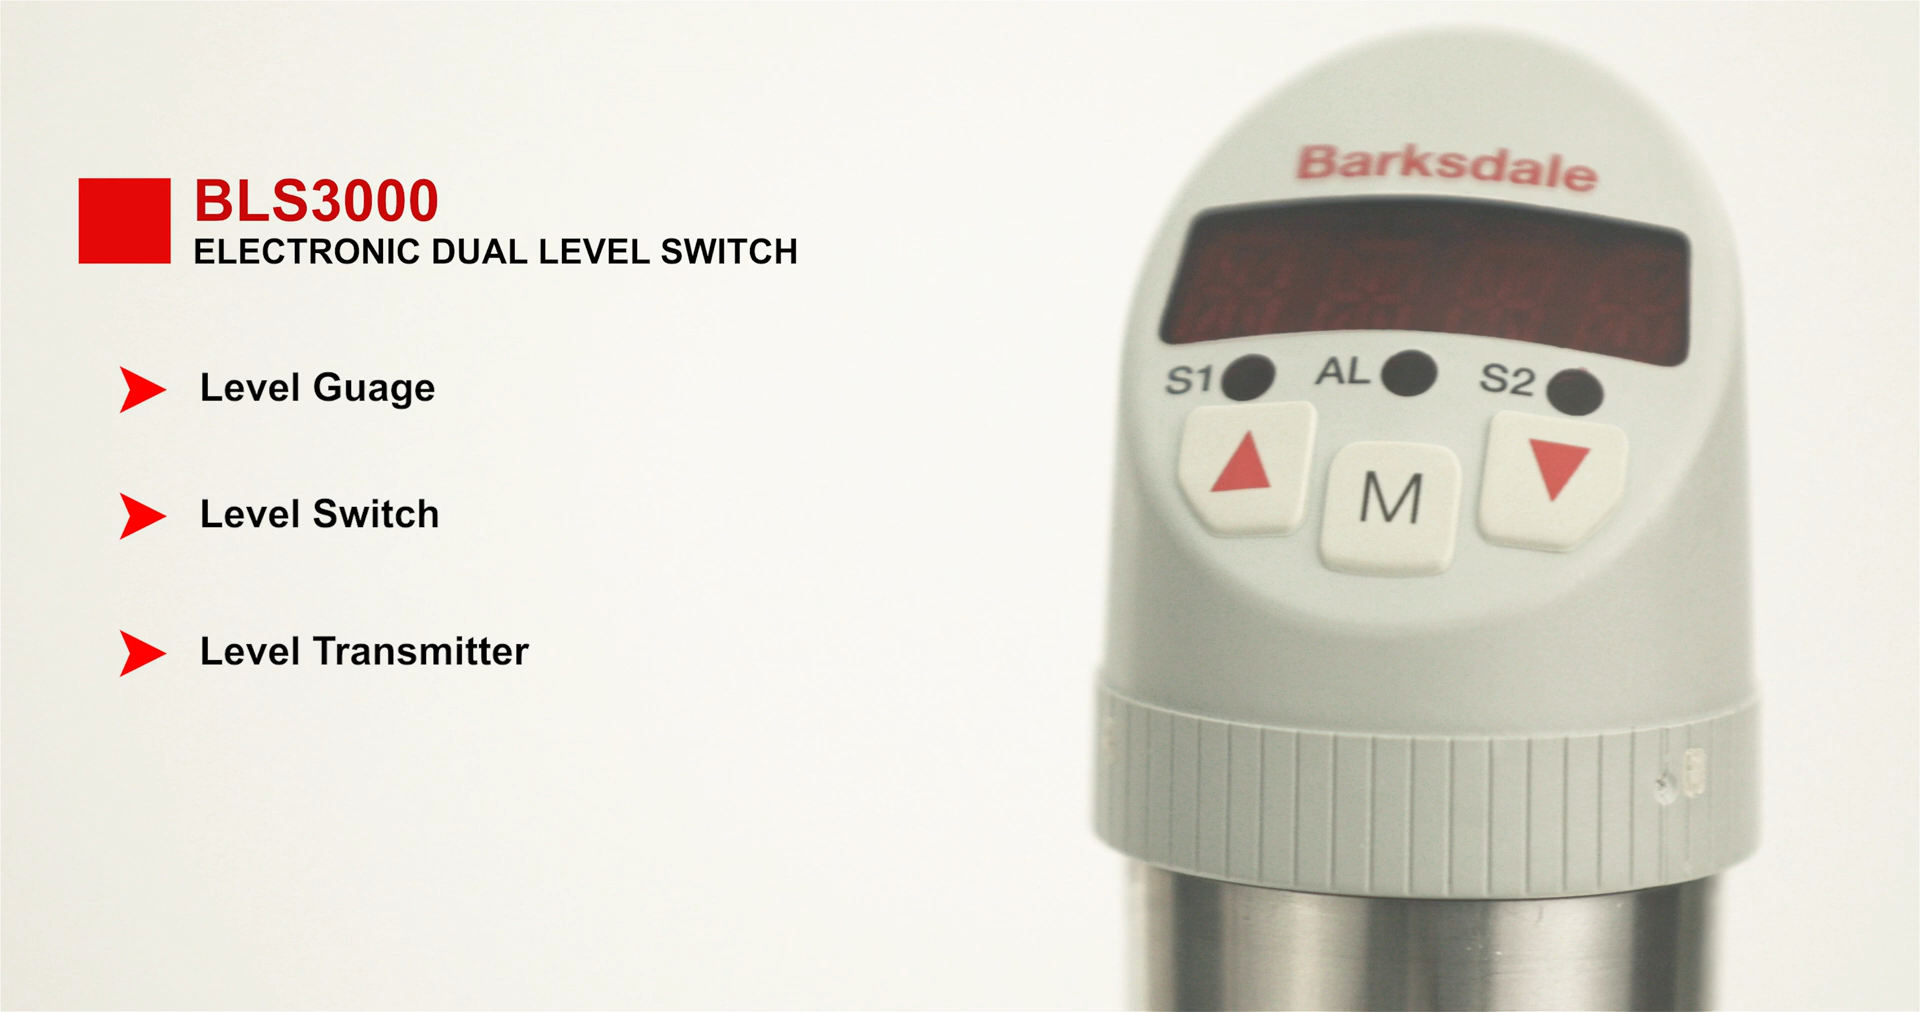 BLS3000
ELECTRONIC DUAL LEVEL SWITCH
Level Guage
Level Switch
Level Transmitter
Barksdale
S1 AL S2
M